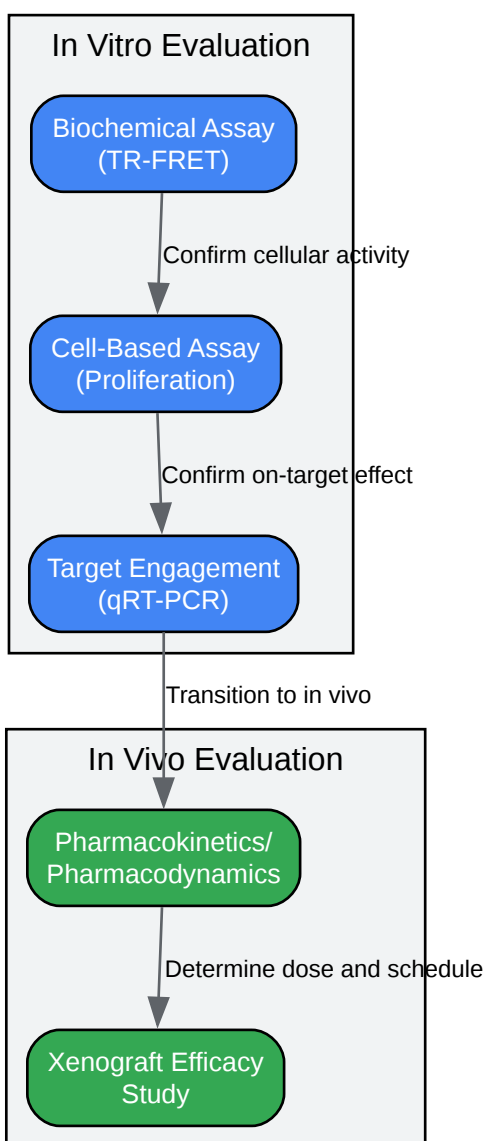 In Vitro Evaluation
Biochemical Assay
(TR-FRET)
Confirm cellular activity
Cell-Based Assay
(Proliferation)
Confirm on-target effect
Target Engagement
(qRT-PCR)
Transition to in vivo
In Vivo Evaluation
Pharmacokinetics/
Pharmacodynamics
Determine dose and schedule
Xenograft Efficacy
Study